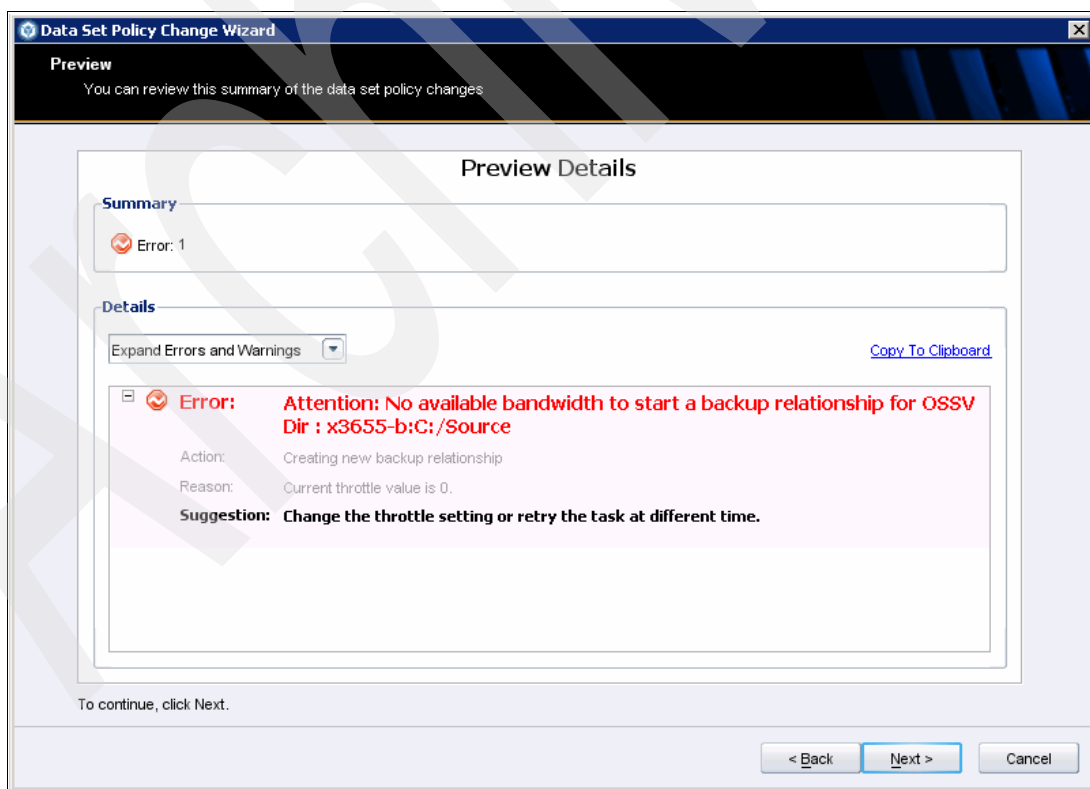 Data Set Policy Change Wizard
Preview
You can review this summary of the data set policy changes
Preview Details
Summary
Error: 1
Details
Expand Errors and Warnings
Copy To Clipboard
Error: Attention: No available bandwidth to start a backup relationship for OSSV
Dir : x3655-b:C:/Source
Action: Creating new backup relationship
Reason: Current throttle value is 0.
Suggestion: Change the throttle setting or retry the task at different time.
To continue, click Next.
< Back Next > Cancel